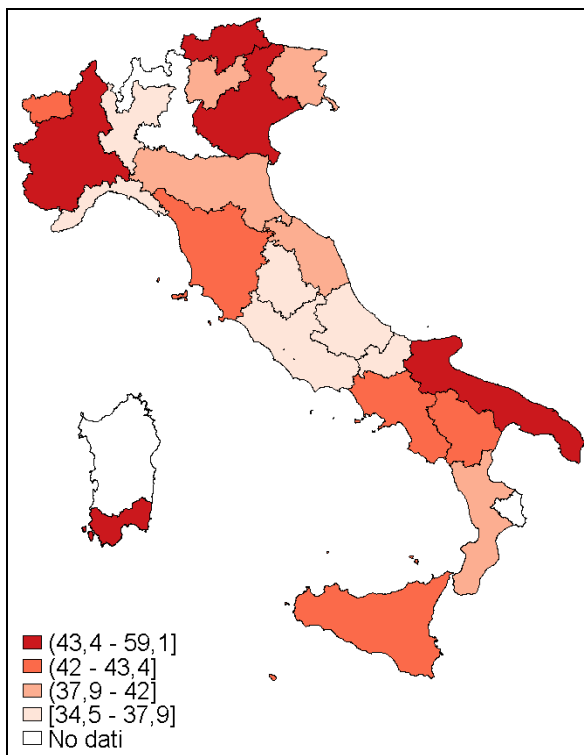 (43,4 - 59,1]
(42 - 43,4]
(37,9 - 42]
[34,5 - 37,9]
No dati